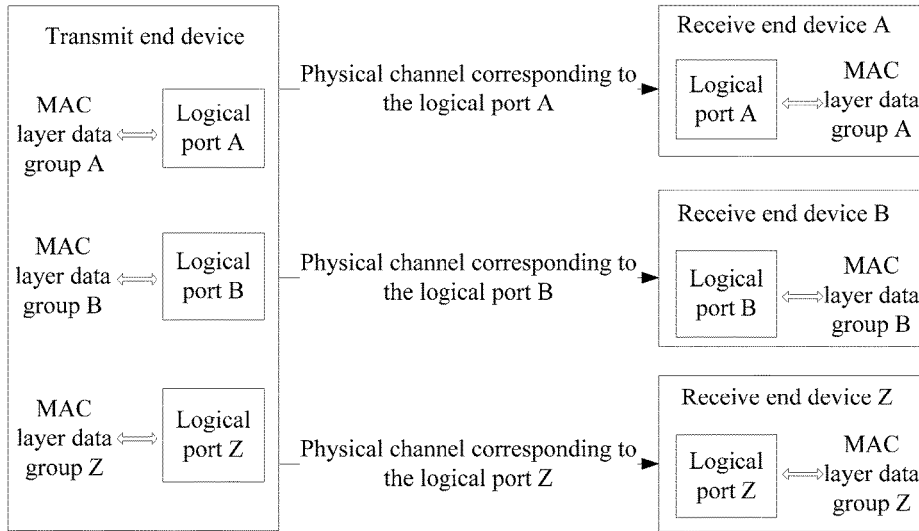 Transmit end device
MAC
layer data
group A
Logical
port A
Physical channel corresponding to
the logical port A
Receive end device A
Logical
port A
MAC
layer data
group A
MAC
layer data
group B
Logical
port B
Physical channel corresponding to
the logical port B
Receive end device B
Logical
port B
MAC
layer data
group B
MAC
layer data
group Z
Logical
port Z
Physical channel corresponding to
the logical port Z
Receive end device Z
Logical
port Z
MAC
layer data
group Z